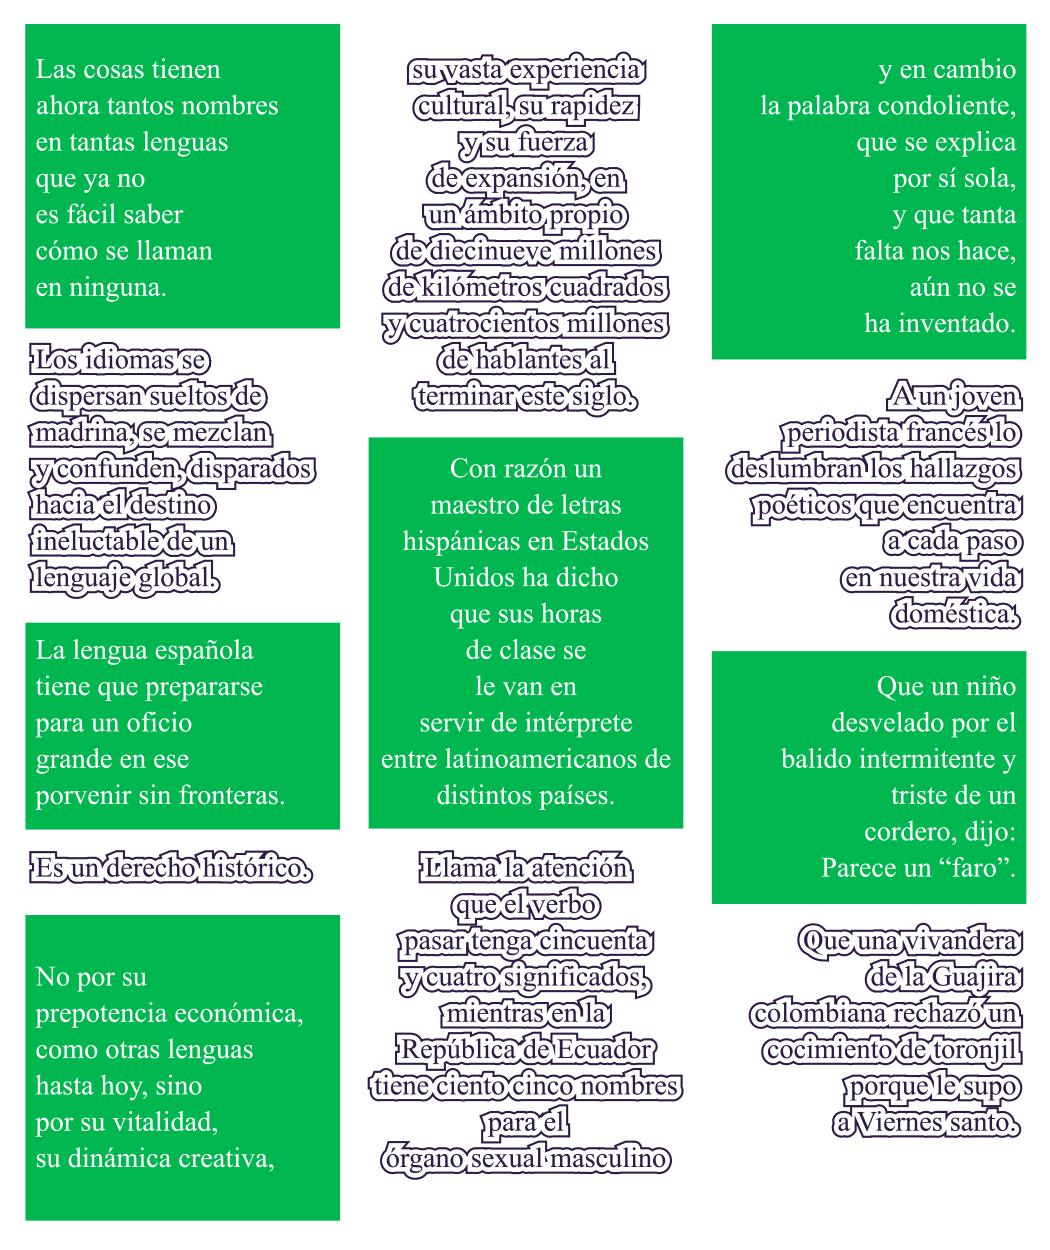 Las cosas tienen
ahora tantos nombres
en tantas lenguas
que ya no
es fácil saber
cómo se llaman
en ninguna.
Los idiomas se
dispersan sueltos de
madrina, se mezclan
y confunden, disparados
hacia el destino
ineluctable de un
lenguaje global.
La lengua española
tiene que prepararse
para un oficio
grande en ese
porvenir sin fronteras.
Es un derecho histórico.
No por su
prepotencia económica,
como otras lenguas
hasta hoy, sino
por su vitalidad,
su dinámica creativa,
su vasta experiencia
cultural, su rapidez
y su fuerza
de expansión, en
un ámbito propio
de diecinueve millones
de kilómetros cuadrados
y cuatrocientos millones
de hablantes al
terminar este siglo.
Con razón un
maestro de letras
hispánicas en Estados
Unidos ha dicho
que sus horas
de clase se
le van en
servir de intérprete
entre latinoamericanos de
distintos países.
Llama la atención
que el verbo
pasar tenga cincuenta
y cuatro significados,
mientras en la
República de Ecuador
tiene ciento cinco nombres
para el
órgano sexual masculino
y en cambio
la palabra condoliente,
que se explica
por sí sola,
y que tanta
falta nos hace,
aún no se
ha inventado.
A un joven
periodista francés lo
deslumbran los hallazgos
poéticos que encuentra
a cada paso
en nuestra vida
doméstica.
Que un niño
desvelado por el
balido intermitente y
triste de un
cordero, dijo:
Parece un “faro”.
Que una vivandera
de la Guajira
colombiana rechazó un
cocimiento de toronjil
porque le supo
a Viernes santo.